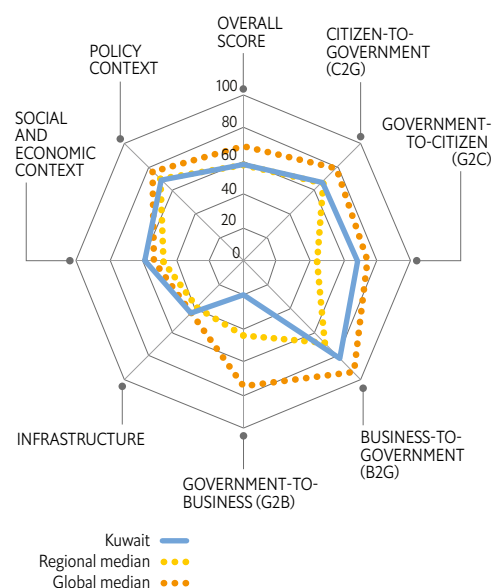 OVERALL
SCORE
CITIZEN-TO-
GOVERNMENT
(C2G)
POLICY
CONTEXT
GOVERNMENT-
TO-CITIZEN
(G2C)
SOCIAL
AND
ECONOMIC
CONTEXT
100
80
60
40
20
0
INFRASTRUCTURE
BUSINESS-TO-
GOVERNMENT
(B2G)
GOVERNMENT-TO-
BUSINESS (G2B)
Kuwait
Regional median
Global median